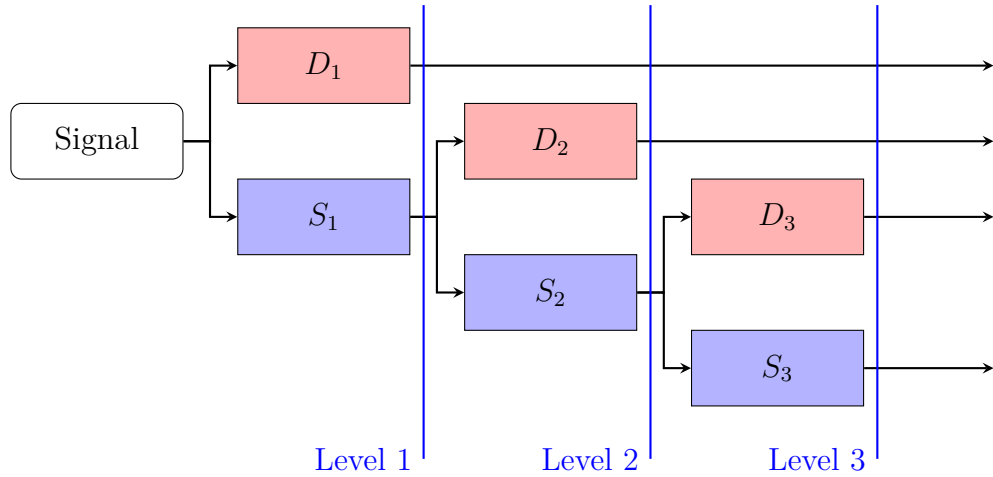 D₁
Signal
D₂
S₁
D₃
S₂
S₃
Level 1
Level 2
Level 3